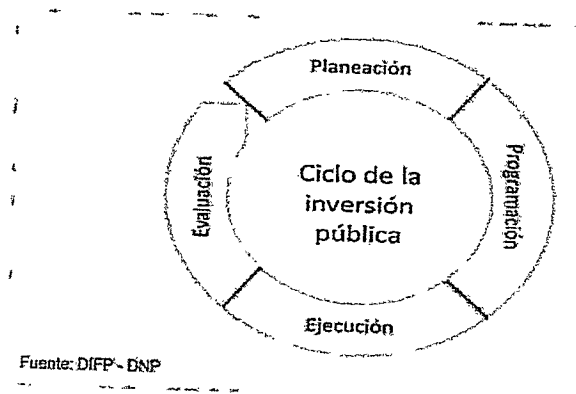 Planeación
Programación
Evaluación
Ciclo de la
inversión
pública
Ejecución
Fuente: DIFP - DNP